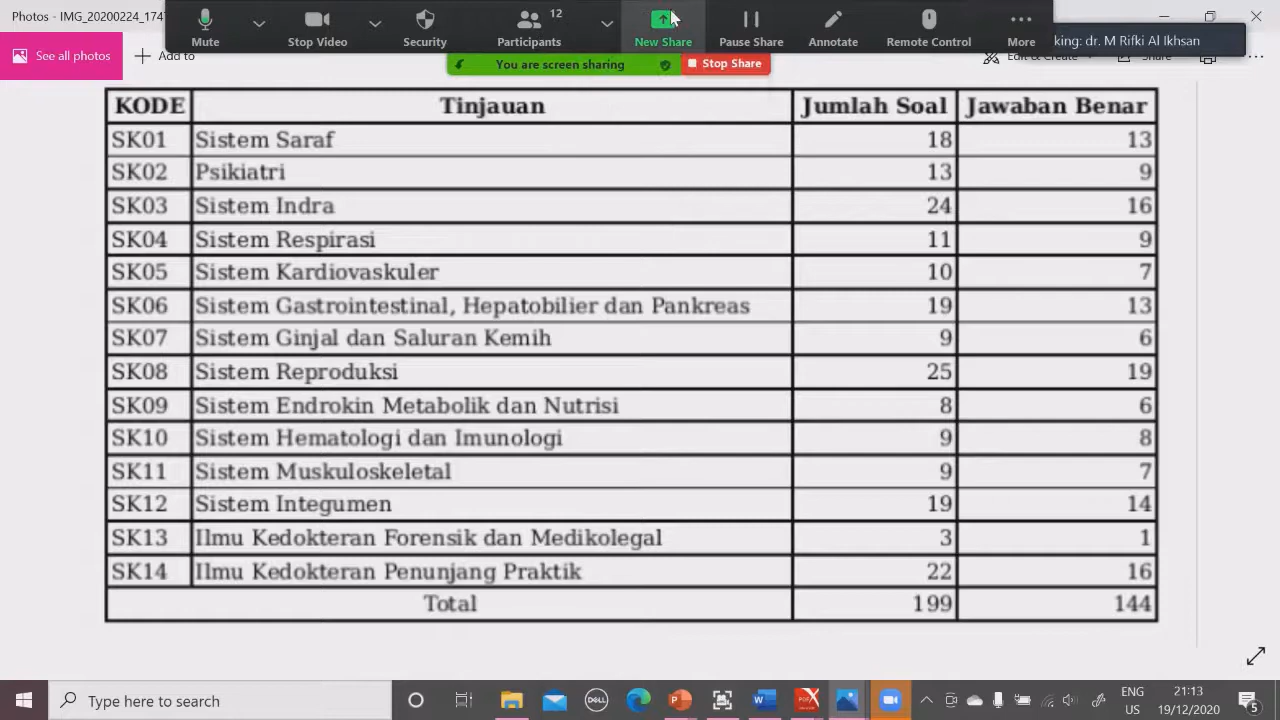 Photos - IMG_20200224_174
Mute
Stop Video
Security
12
Participants
New Share
Pause Share
Annotate
Remote Control
More
king: dr. M Rifki Al Ikhsan
See all photos
Add to
You are screen sharing
Stop Share
Edit & Create
Share
KODE Tinjauan Jumlah Soal Jawaban Benar
SK01 Sistem Saraf 18 13
SK02 Psikiatri 13 9
SK03 Sistem Indra 24 16
SK04 Sistem Respirasi 11 9
SK05 Sistem Kardiovaskuler 10 7
SK06 Sistem Gastrointestinal, Hepatobilier dan Pankreas 19 13
SK07 Sistem Ginjal dan Saluran Kemih 9 6
SK08 Sistem Reproduksi 25 19
SK09 Sistem Endrokin Metabolik dan Nutrisi 8 6
SK10 Sistem Hematologi dan Imunologi 9 8
SK11 Sistem Muskuloskeletal 9 7
SK12 Sistem Integumen 19 14
SK13 Ilmu Kedokteran Forensik dan Medikolegal 3 1
SK14 Ilmu Kedokteran Penunjang Praktik 22 16
Total 199 144
Type here to search
DELL
ENG
US
21:13
19/12/2020
5